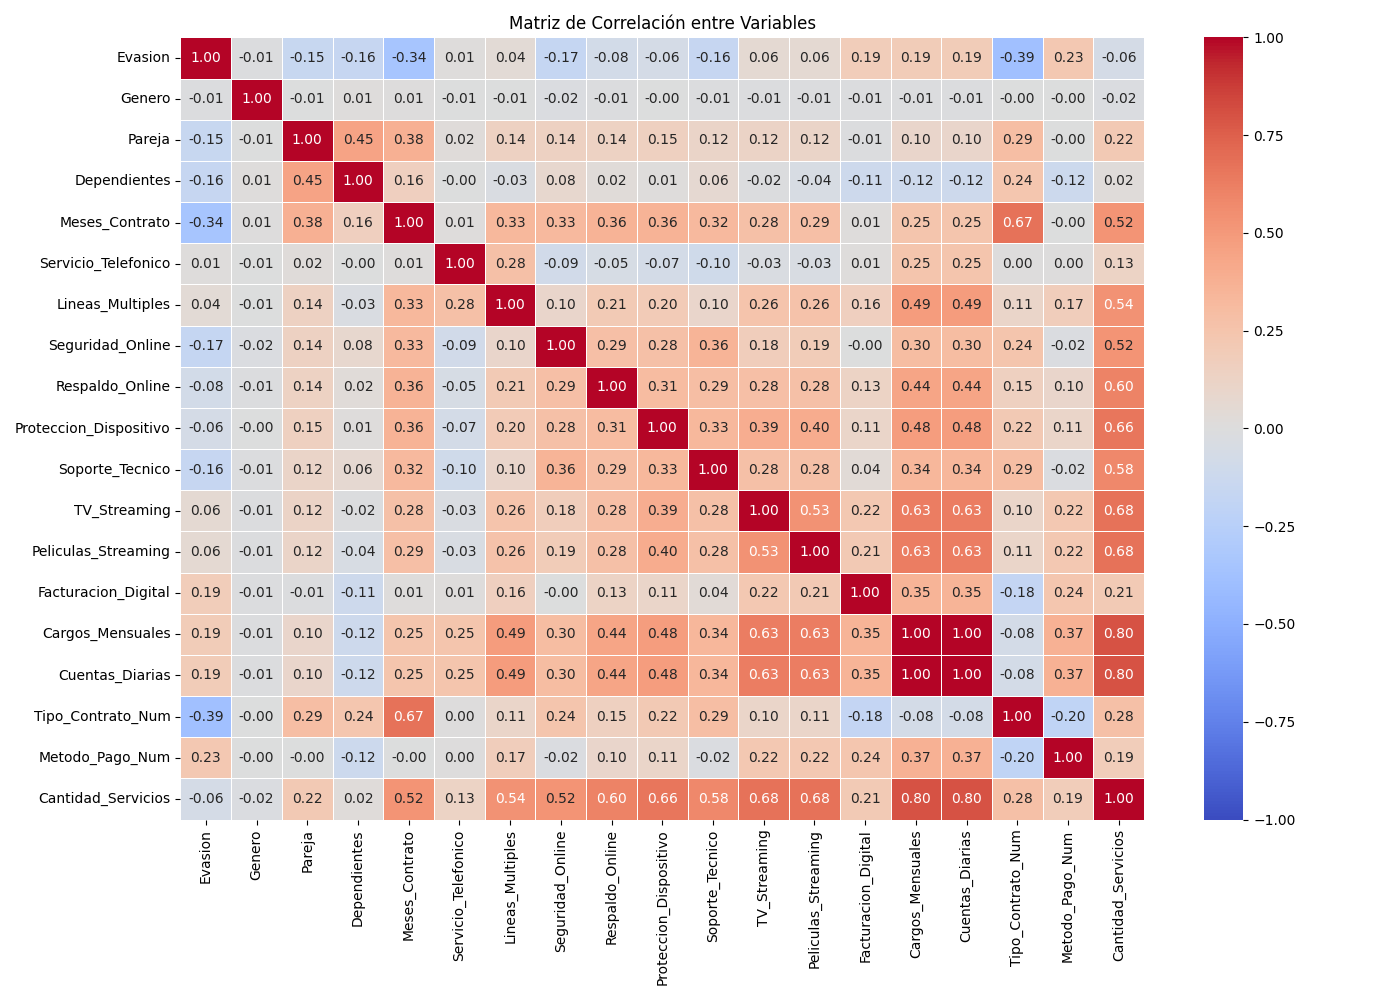 Matriz de Correlación entre Variables
Evasion 1.00 -0.01 -0.15 -0.16 -0.34 0.01 0.04 -0.17 -0.08 -0.06 -0.16 0.06 0.06 0.19 0.19 0.19 -0.39 0.23 -0.06
Genero -0.01 1.00 -0.01 0.01 0.01 -0.01 -0.01 -0.02 -0.01 -0.00 -0.01 -0.01 -0.01 -0.01 -0.01 -0.01 -0.00 -0.00 -0.02
Pareja -0.15 -0.01 1.00 0.45 0.38 0.02 0.14 0.14 0.14 0.15 0.12 0.12 0.12 -0.01 0.10 0.10 0.29 -0.00 0.22
Dependientes -0.16 0.01 0.45 1.00 0.16 -0.00 -0.03 0.08 0.02 0.01 0.06 -0.02 -0.04 -0.11 -0.12 -0.12 0.24 -0.12 0.02
Meses_Contrato -0.34 0.01 0.38 0.16 1.00 0.01 0.33 0.33 0.36 0.36 0.32 0.28 0.29 0.01 0.25 0.25 0.67 -0.00 0.52
Servicio_Telefonico 0.01 -0.01 0.02 -0.00 0.01 1.00 0.28 -0.09 -0.05 -0.07 -0.10 -0.03 -0.03 0.01 0.25 0.25 0.00 0.00 0.13
Lineas_Multiples 0.04 -0.01 0.14 -0.03 0.33 0.28 1.00 0.10 0.21 0.20 0.10 0.26 0.26 0.16 0.49 0.49 0.11 0.17 0.54
Seguridad_Online -0.17 -0.02 0.14 0.08 0.33 -0.09 0.10 1.00 0.29 0.28 0.36 0.18 0.19 -0.00 0.30 0.30 0.24 -0.02 0.52
Respaldo_Online -0.08 -0.01 0.14 0.02 0.36 -0.05 0.21 0.29 1.00 0.31 0.29 0.28 0.28 0.13 0.44 0.44 0.15 0.10 0.60
Proteccion_Dispositivo -0.06 -0.00 0.15 0.01 0.36 -0.07 0.20 0.28 0.31 1.00 0.33 0.39 0.40 0.11 0.48 0.48 0.22 0.11 0.66
Soporte_Tecnico -0.16 -0.01 0.12 0.06 0.32 -0.10 0.10 0.36 0.29 0.33 1.00 0.28 0.28 0.04 0.34 0.34 0.29 -0.02 0.58
TV_Streaming 0.06 -0.01 0.12 -0.02 0.28 -0.03 0.26 0.18 0.28 0.39 0.28 1.00 0.53 0.22 0.63 0.63 0.10 0.22 0.68
Peliculas_Streaming 0.06 -0.01 0.12 -0.04 0.29 -0.03 0.26 0.19 0.28 0.40 0.28 0.53 1.00 0.21 0.63 0.63 0.11 0.22 0.68
Facturacion_Digital 0.19 -0.01 -0.01 -0.11 0.01 0.01 0.16 -0.00 0.13 0.11 0.04 0.22 0.21 1.00 0.35 0.35 -0.18 0.24 0.21
Cargos_Mensuales 0.19 -0.01 0.10 -0.12 0.25 0.25 0.49 0.30 0.44 0.48 0.34 0.63 0.63 0.35 1.00 1.00 -0.08 0.37 0.80
Cuentas_Diarias 0.19 -0.01 0.10 -0.12 0.25 0.25 0.49 0.30 0.44 0.48 0.34 0.63 0.63 0.35 1.00 1.00 -0.08 0.37 0.80
Tipo_Contrato_Num -0.39 -0.00 0.29 0.24 0.67 0.00 0.11 0.24 0.15 0.22 0.29 0.10 0.11 -0.18 -0.08 -0.08 1.00 -0.20 0.28
Metodo_Pago_Num 0.23 -0.00 -0.00 -0.12 -0.00 0.00 0.17 -0.02 0.10 0.11 -0.02 0.22 0.22 0.24 0.37 0.37 -0.20 1.00 0.19
Cantidad_Servicios -0.06 -0.02 0.22 0.02 0.52 0.13 0.54 0.52 0.60 0.66 0.58 0.68 0.68 0.21 0.80 0.80 0.28 0.19 1.00
Evasion
Genero
Pareja
Dependientes
Meses_Contrato
Servicio_Telefonico
Lineas_Multiples
Seguridad_Online
Respaldo_Online
Proteccion_Dispositivo
Soporte_Tecnico
TV_Streaming
Peliculas_Streaming
Facturacion_Digital
Cargos_Mensuales
Cuentas_Diarias
Tipo_Contrato_Num
Metodo_Pago_Num
Cantidad_Servicios
1.00
0.75
0.50
0.25
0.00
−0.25
−0.50
−0.75
−1.00